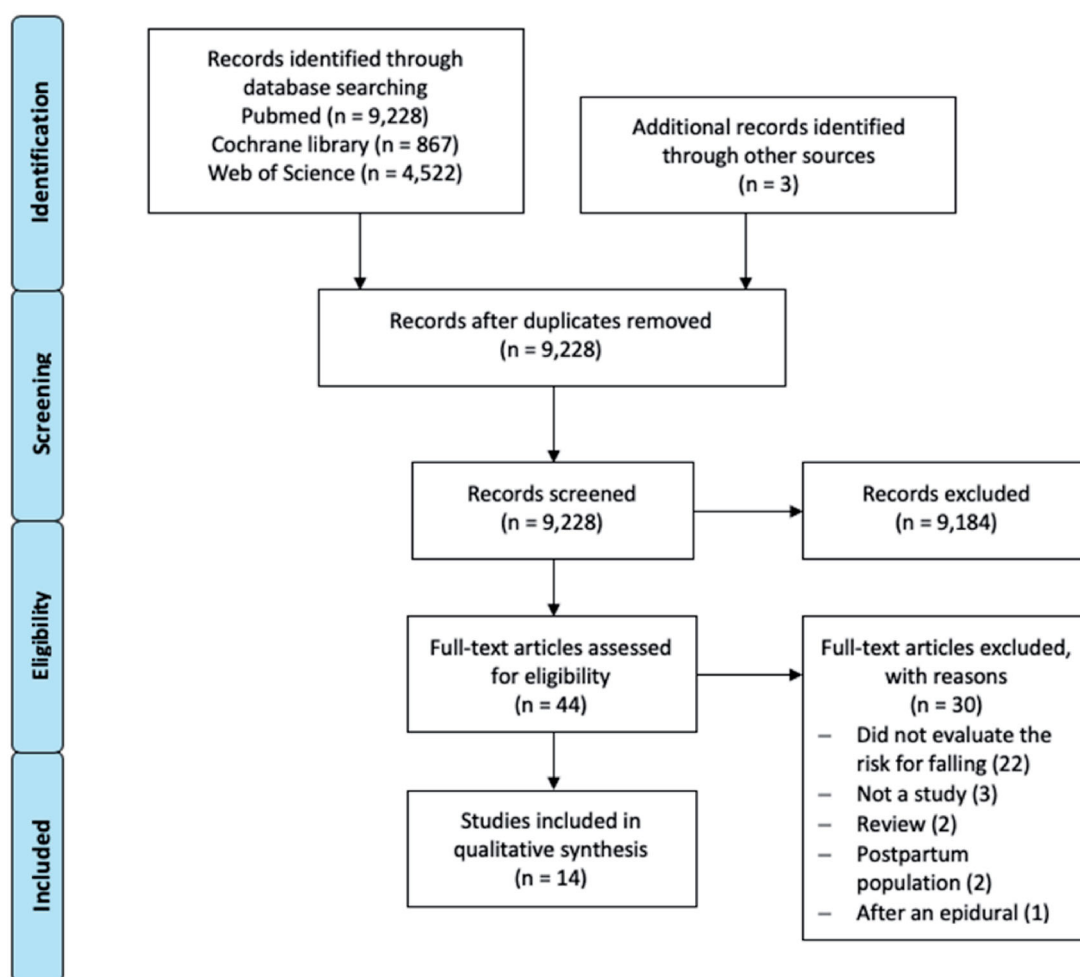 Identification
Records identified through
database searching
Pubmed (n = 9,228)
Cochrane library (n = 867)
Web of Science (n = 4,522)
Additional records identified
through other sources
(n = 3)
Screening
Records after duplicates removed
(n = 9,228)
Records screened
(n = 9,228)
Records excluded
(n = 9,184)
Eligibility
Full-text articles assessed
for eligibility
(n = 44)
Full-text articles excluded,
with reasons
(n = 30)
– Did not evaluate the
risk for falling (22)
– Not a study (3)
– Review (2)
– Postpartum
population (2)
– After an epidural (1)
Included
Studies included in
qualitative synthesis
(n = 14)